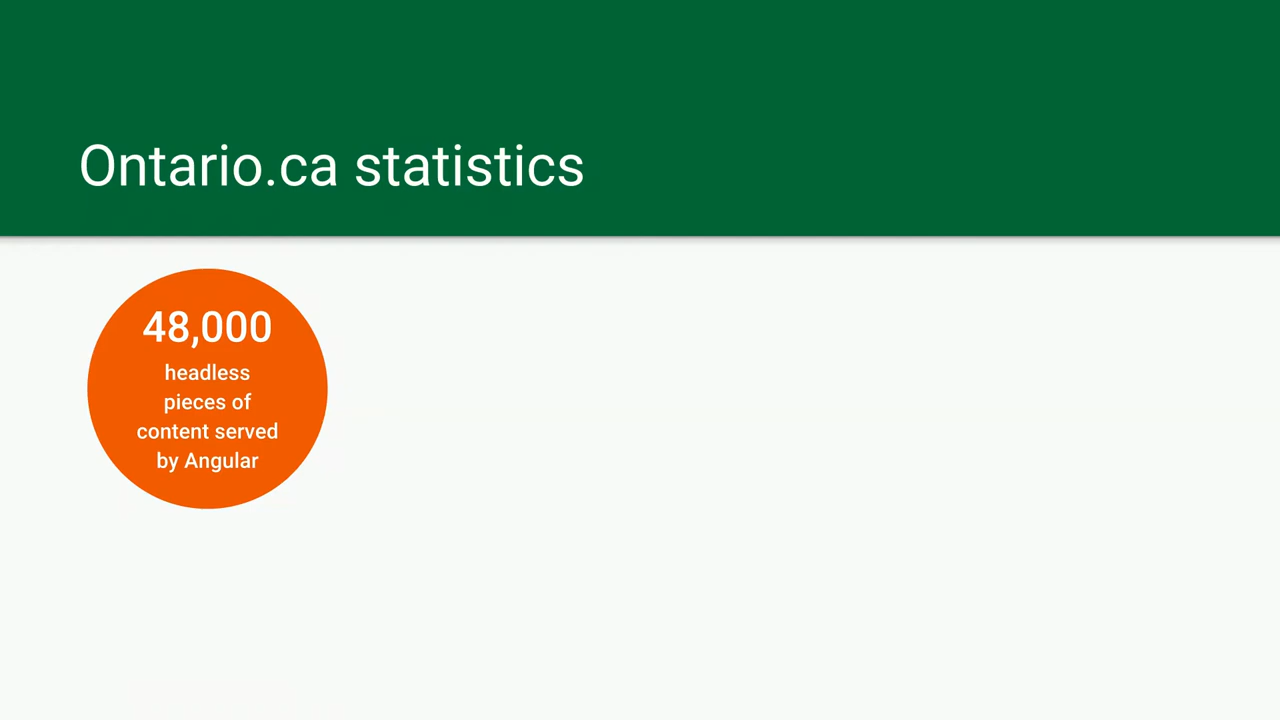 Ontario.ca statistics
48,000
headless
pieces of
content served
by Angular